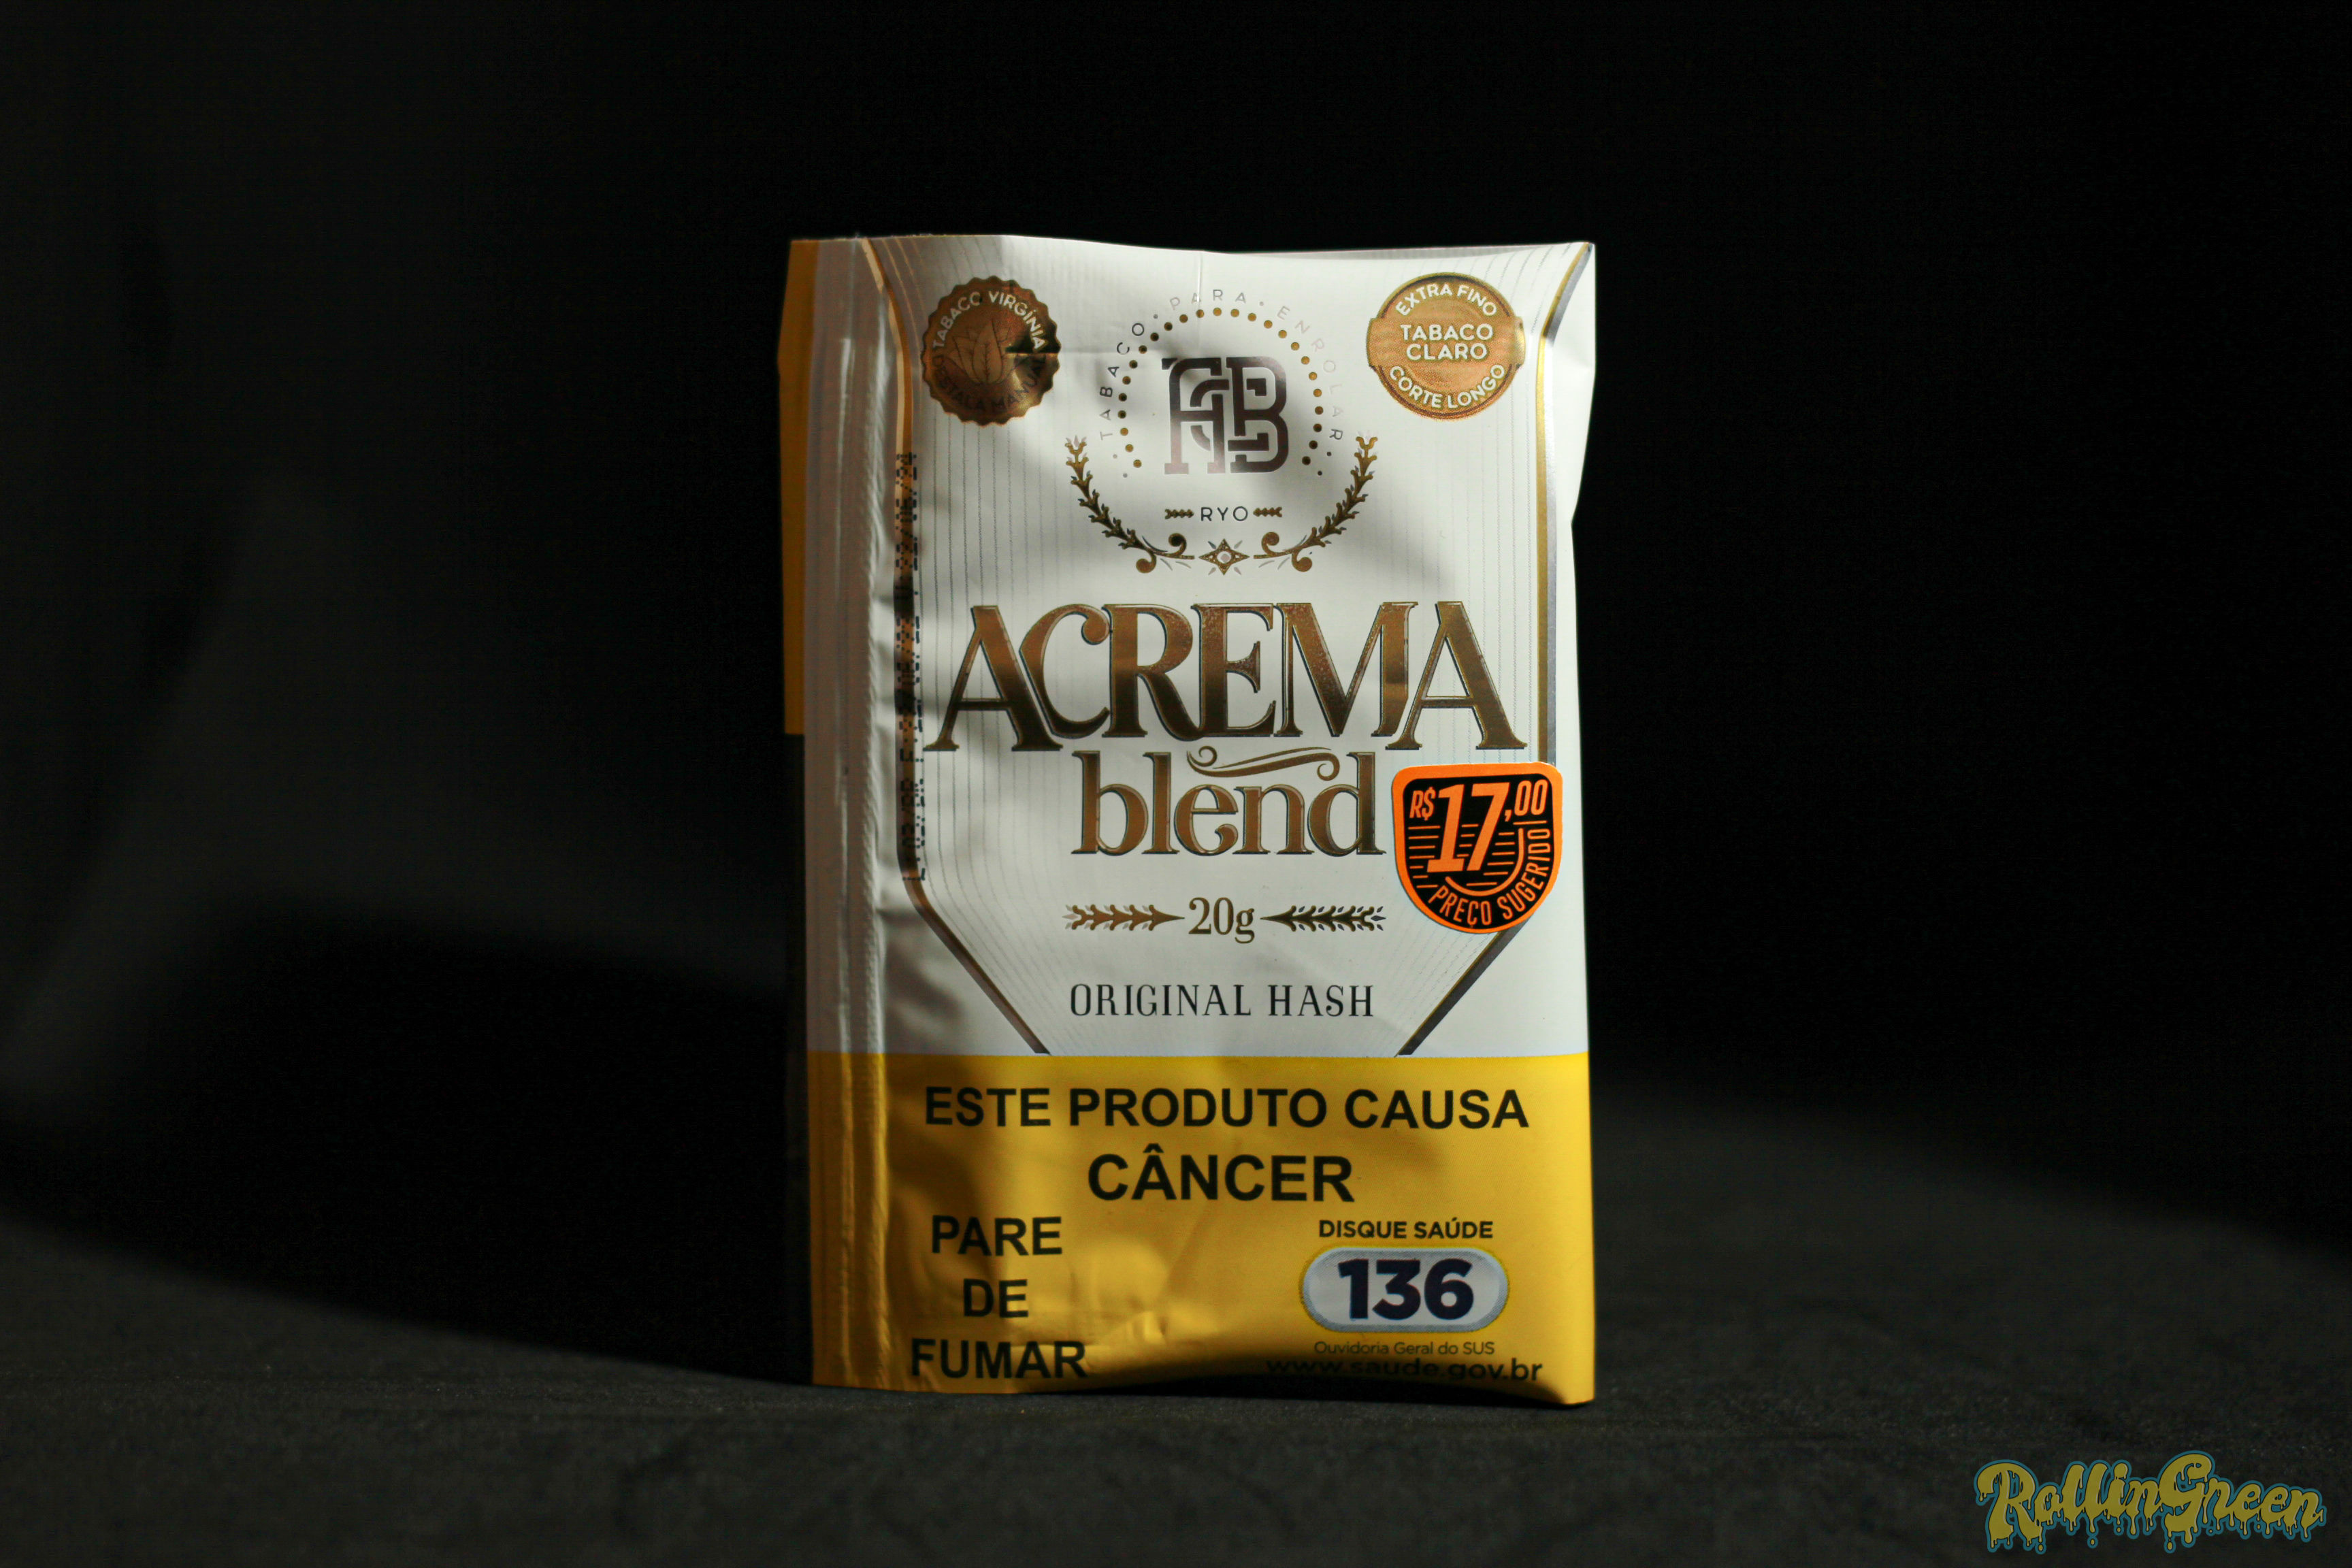 TABACO VIRGÍNIA
TABACO • PARA • ENROLAR
EXTRA FINO
TABACO
CLARO
CORTE LONGO
AB
RYO
ACREMA
blend
R$17,00
PREÇO SUGERIDO
20g
ORIGINAL HASH
ESTE PRODUTO CAUSA
CÂNCER
PARE
DE
FUMAR
DISQUE SAÚDE
136
Ouvidoria Geral do SUS
www.saude.gov.br
RollinGreen